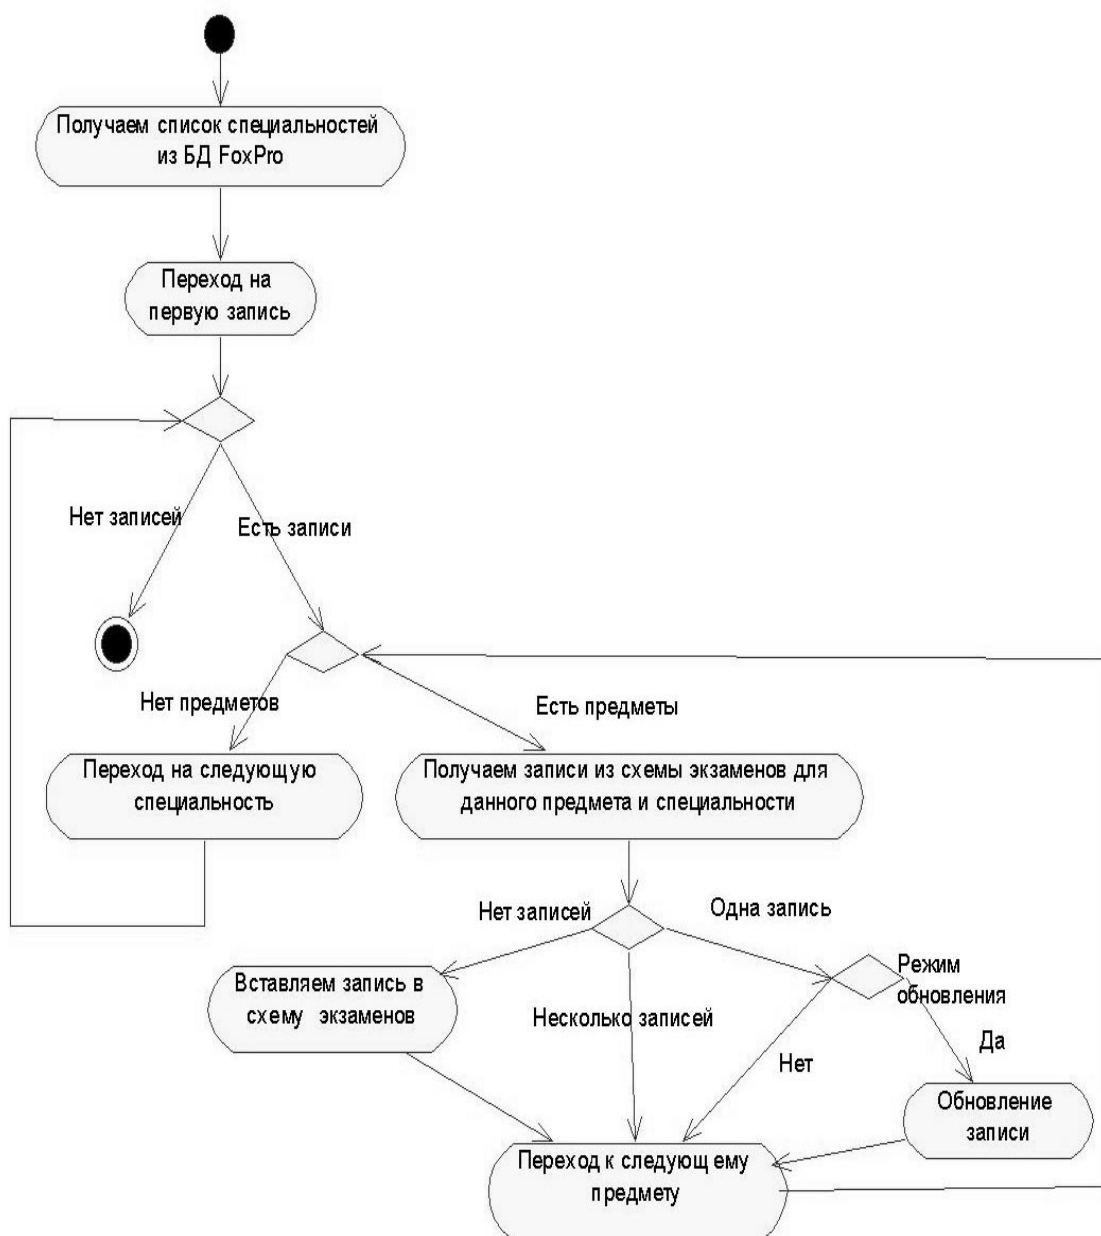 Получаем список специальностей
из БД FoxPro
Переход на
первую запись
Нет записей
Есть записи
Нет предметов
Есть предметы
Переход на следующую
специальность
Получаем записи из схемы экзаменов для
данного предмета и специальности
Нет записей
Одна запись
Режим
обновления
Вставляем запись в
схему экзаменов
Несколько записей
Нет
Да
Обновление
записи
Переход к следующему
предмету